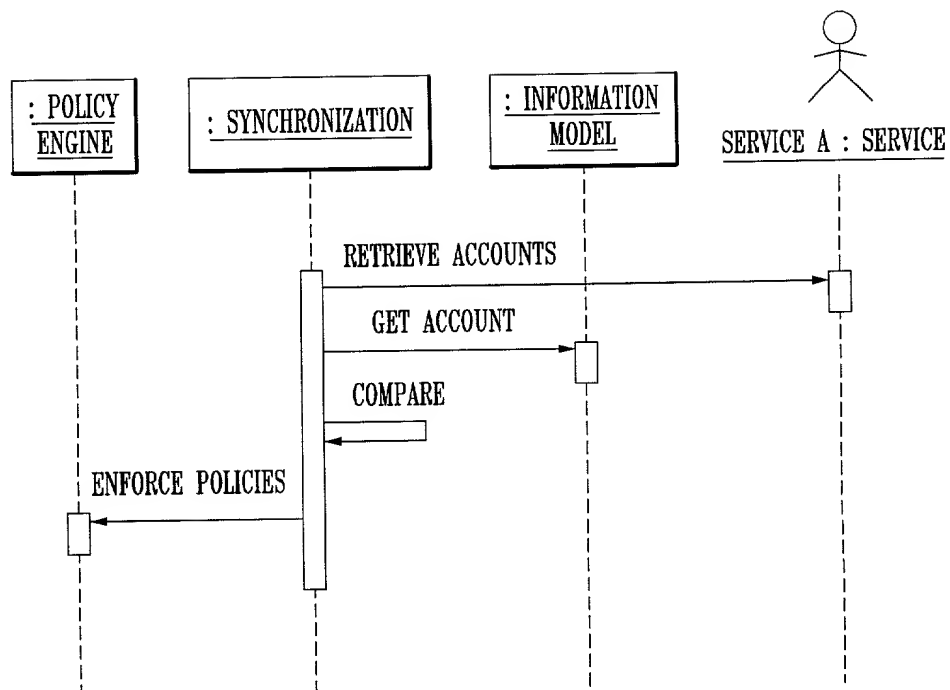 : POLICY
ENGINE
: SYNCHRONIZATION
: INFORMATION
MODEL
SERVICE A : SERVICE
RETRIEVE ACCOUNTS
GET ACCOUNT
COMPARE
ENFORCE POLICIES